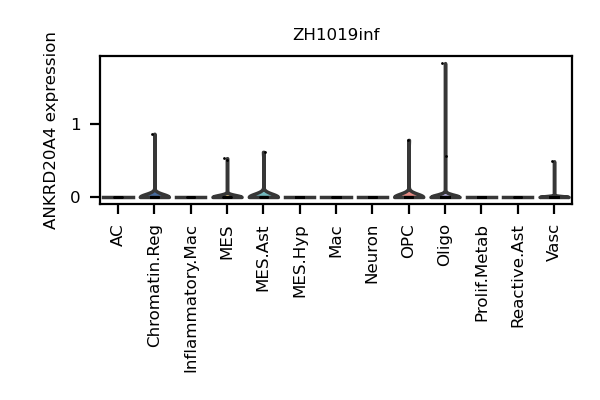 ZH1019inf
ANKRD20A4 expression
1
0
AC
Chromatin.Reg
Inflammatory.Mac
MES
MES.Ast
MES.Hyp
Mac
Neuron
OPC
Oligo
Prolif.Metab
Reactive.Ast
Vasc